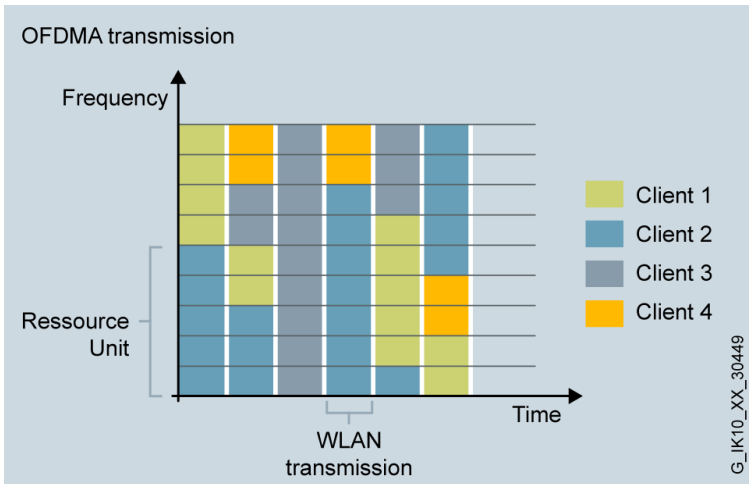 OFDMA transmission
Frequency
Client 1
Client 2
Client 3
Client 4
Ressource
Unit
Time
WLAN
transmission
G_IK10_XX_30449